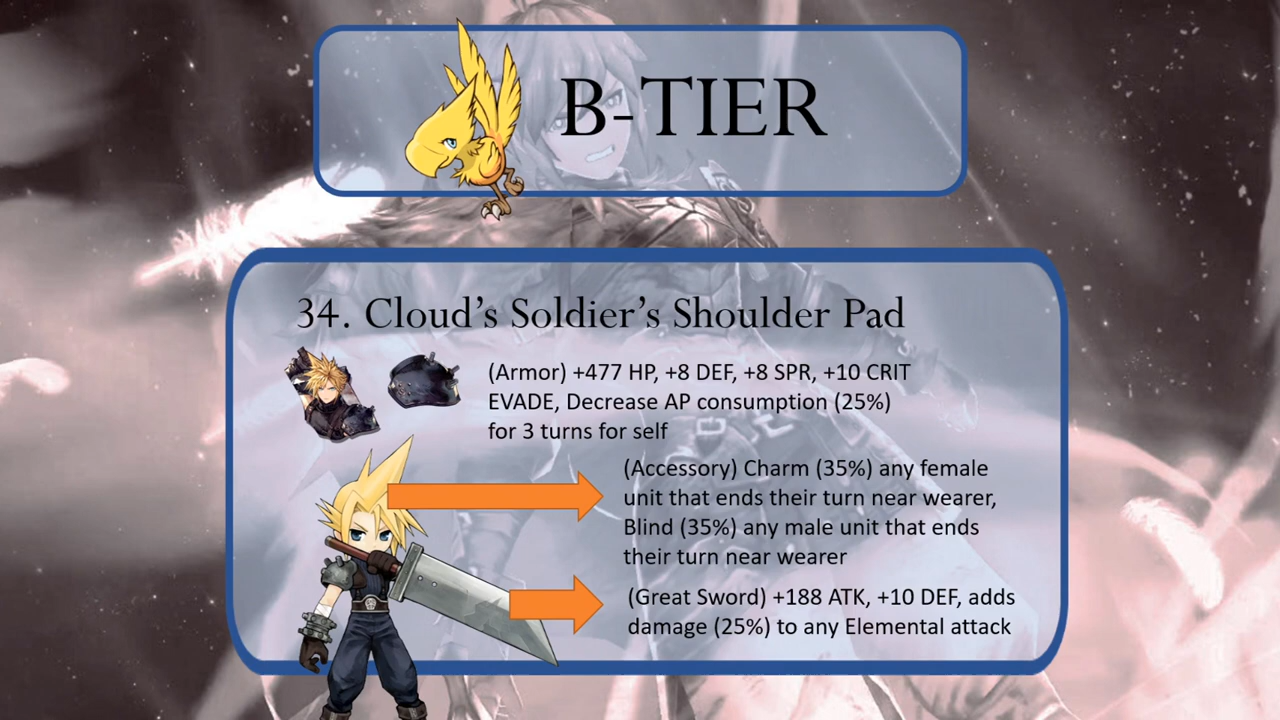 B-TIER
34. Cloud's Soldier's Shoulder Pad
(Armor) +477 HP, +8 DEF, +8 SPR, +10 CRIT
EVADE, Decrease AP consumption (25%)
for 3 turns for self
(Accessory) Charm (35%) any female
unit that ends their turn near wearer,
Blind (35%) any male unit that ends
their turn near wearer
(Great Sword) +188 ATK, +10 DEF, adds
damage (25%) to any Elemental attack